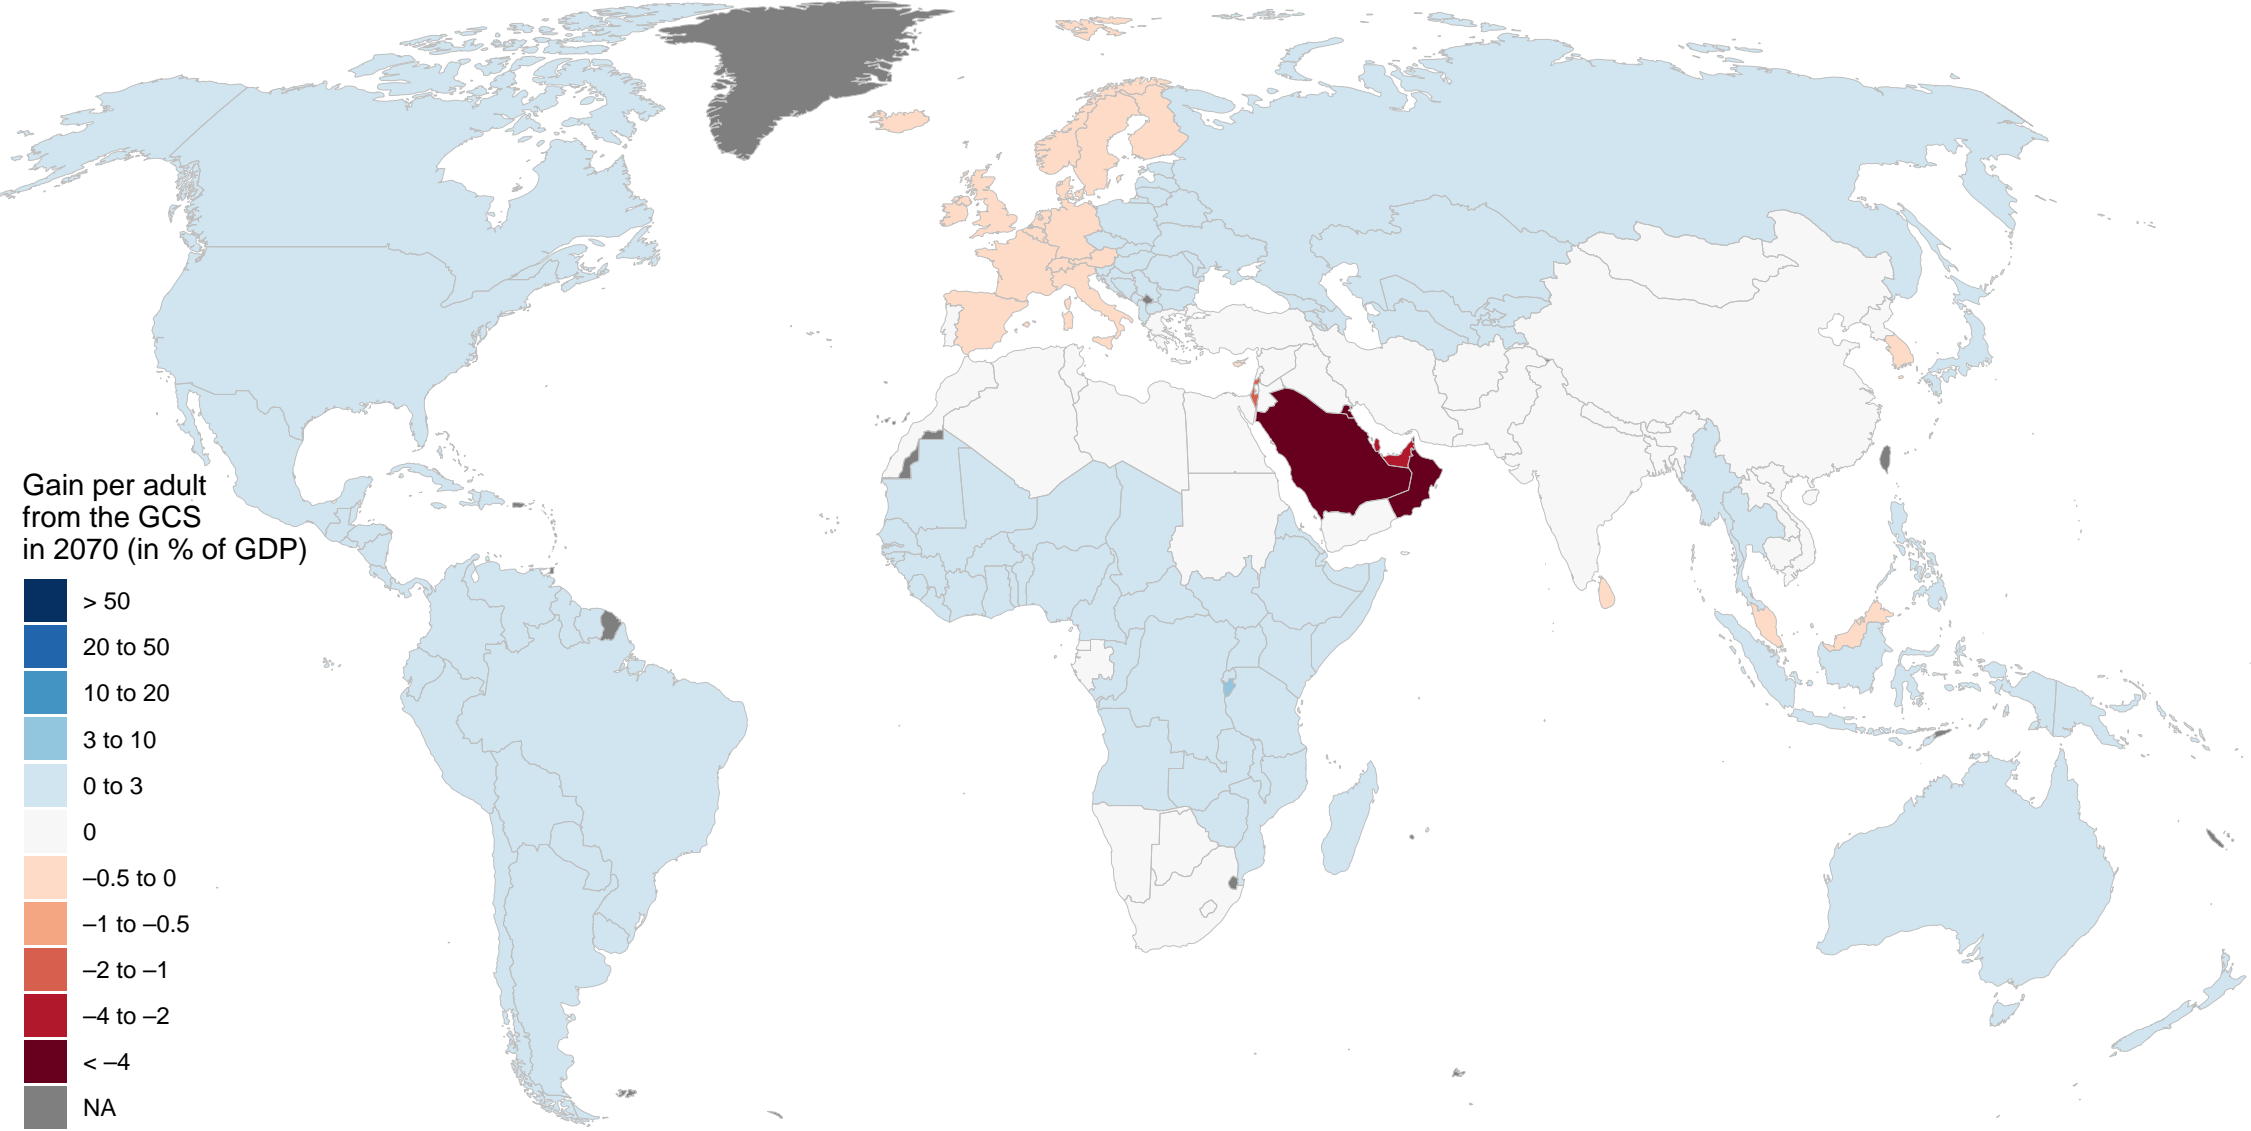 Gain per adult
from the GCS
in 2070 (in % of GDP)
> 50
20 to 50
10 to 20
3 to 10
0 to 3
0
–0.5 to 0
–1 to –0.5
–2 to –1
–4 to –2
< –4
NA